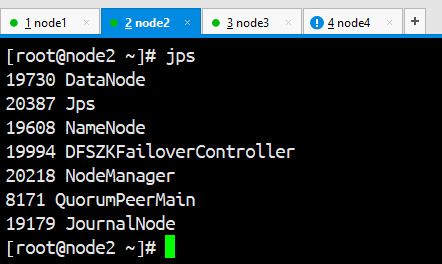 1 node1 × 2 node2 × 3 node3 × 4 node4 × +
[root@node2 ~]# jps
19730 DataNode
20387 Jps
19608 NameNode
19994 DFSZKFailoverController
20218 NodeManager
8171 QuorumPeerMain
19179 JournalNode
[root@node2 ~]#